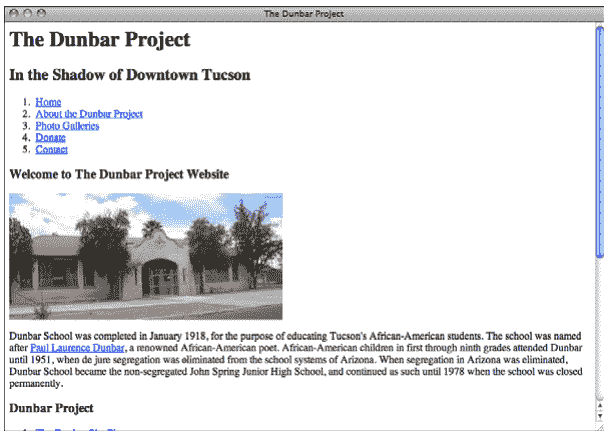 The Dunbar Project
The Dunbar Project
In the Shadow of Downtown Tucson
1. Home
2. About the Dunbar Project
3. Photo Galleries
4. Donate
5. Contact
Welcome to The Dunbar Project Website
Dunbar School was completed in January 1918, for the purpose of educating Tucson's African-American students. The school was named
after Paul Laurence Dunbar, a renowned African-American poet. African-American children in first through ninth grades attended Dunbar
until 1951, when de jure segregation was eliminated from the school systems of Arizona. When segregation in Arizona was eliminated,
Dunbar School became the non-segregated John Spring Junior High School, and continued as such until 1978 when the school was closed
permanently.
Dunbar Project